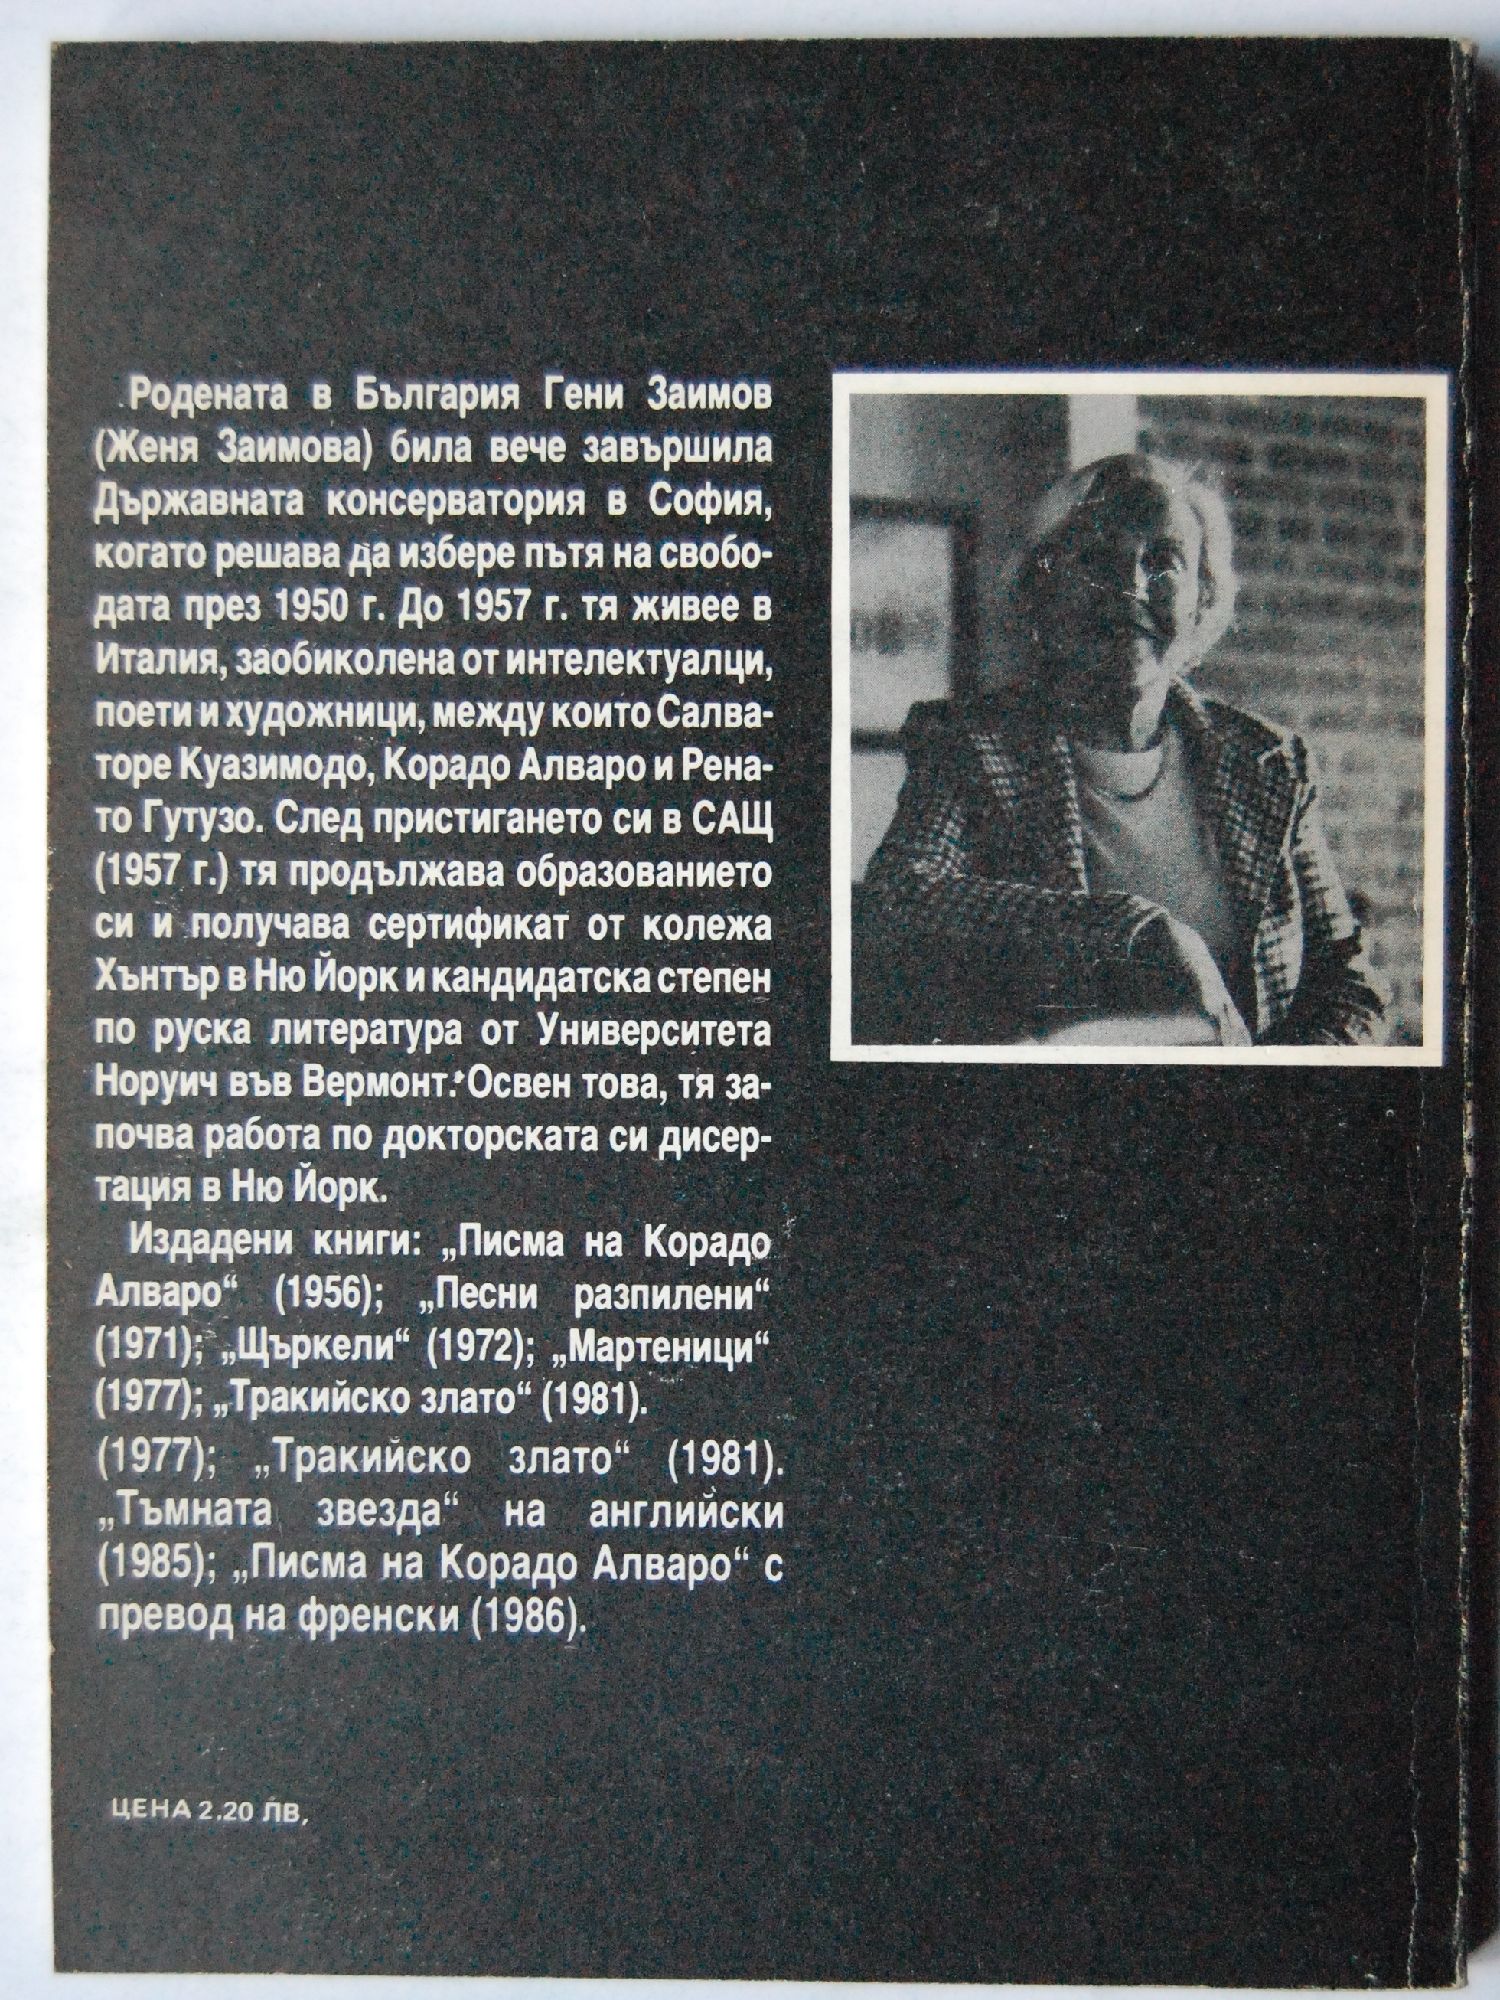 Родената в България Гени Заимов
(Женя Заимова) била вече завършила
Държавната консерватория в София,
когато решава да избере пътя на свобо-
дата през 1950 г. До 1957 г. тя живее в
Италия, заобиколена от интелектуалци,
поети и художници, между които Салва-
торе Куазимодо, Корадо Алваро и Рена-
то Гутузо. След пристигането си в САЩ
(1957 г.) тя продължава образованието
си и получава сертификат от колежа
Хънтър в Ню Йорк и кандидатска степен
по руска литература от Университета
Норуич във Вермонт. Освен това, тя за-
почва работа по докторската си дисер-
тация в Ню Йорк.
Издадени книги: „Писма на Корадо
Алваро“ (1956); „Песни разпилени“
(1971); „Щъркели“ (1972); „Мартеници“
(1977); „Тракийско злато“ (1981).
(1977); „Тракийско злато“ (1981).
„Тъмната звезда“ на английски
(1985); „Писма на Корадо Алваро“ с
превод на френски (1986).
ЦЕНА 2.20 ЛВ.